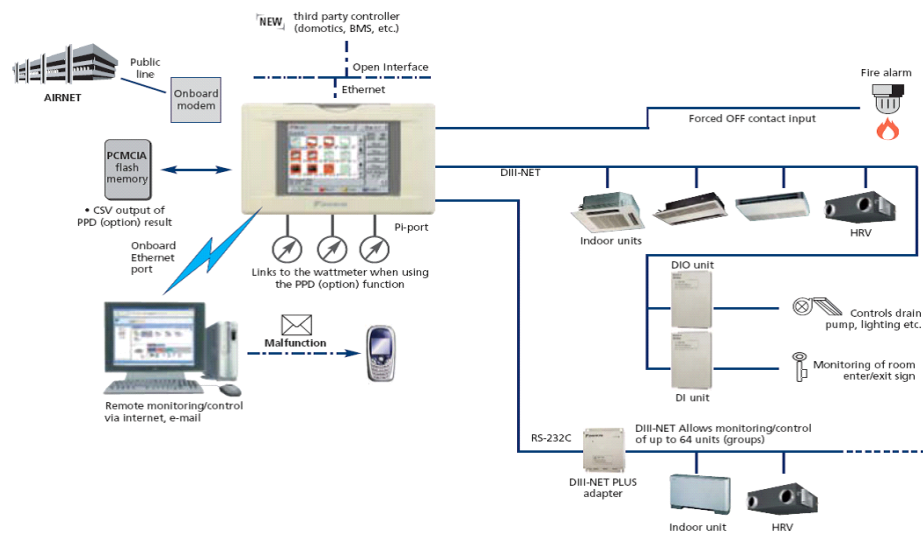 NEW
third party controller
(domotics, BMS, etc.)
Open Interface
Ethernet
Public
line
AIRNET
Onboard
modem
Fire alarm
Forced OFF contact input
PCMCIA
flash
memory
• CSV output of
PPD (option) result
DIII-NET
Pi-port
Indoor units
HRV
Onboard
Ethernet
port
Links to the wattmeter when using
the PPD (option) function
DIO unit
Controls drain
pump, lighting etc.
Malfunction
Monitoring of room
enter/exit sign
DI unit
Remote monitoring/control
via internet, e-mail
RS-232C
DIII-NET Allows monitoring/control
of up to 64 units (groups)
DIII-NET PLUS
adapter
Indoor unit
HRV